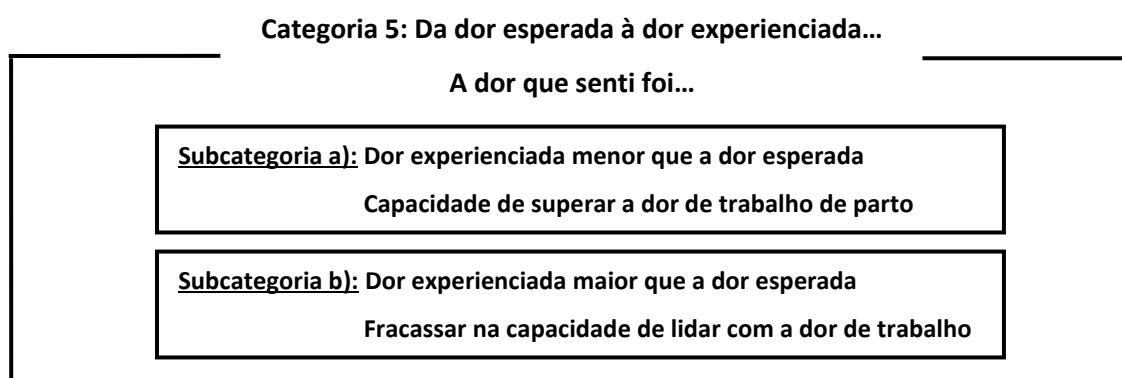 Categoria 5: Da dor esperada à dor experienciada…
A dor que senti foi…
Subcategoria a): Dor experienciada menor que a dor esperada
Capacidade de superar a dor de trabalho de parto
Subcategoria b): Dor experienciada maior que a dor esperada
Fracassar na capacidade de lidar com a dor de trabalho